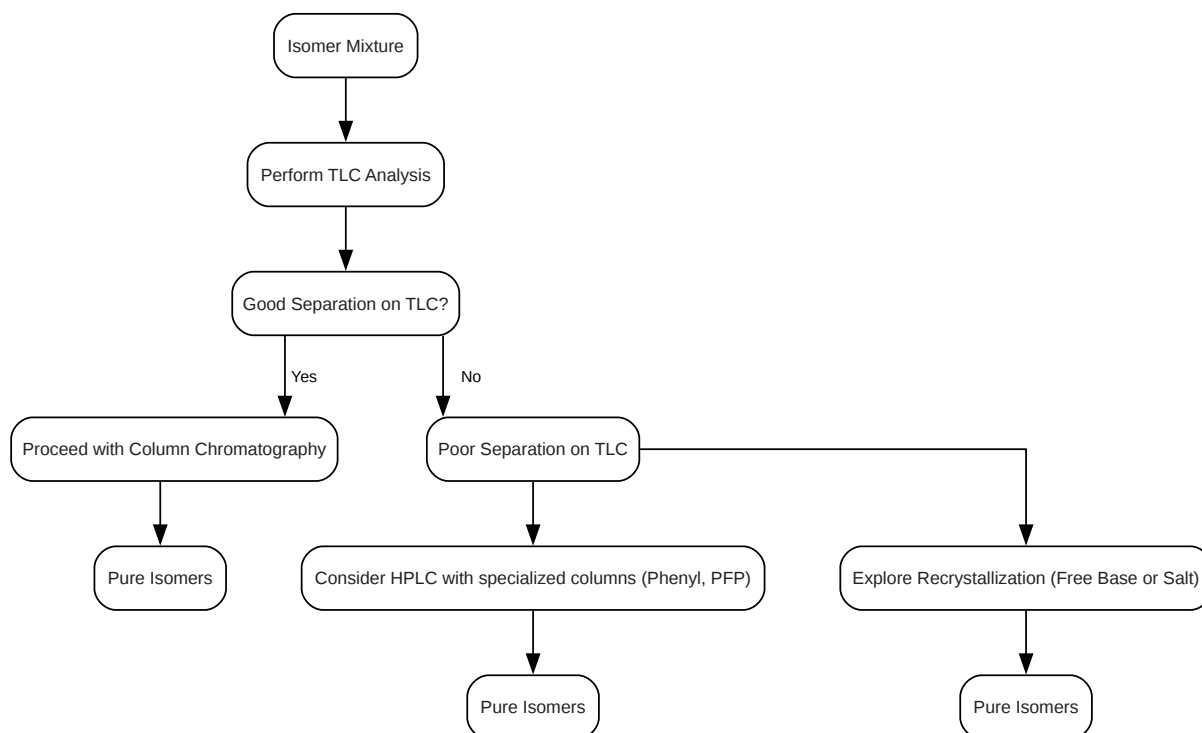 Isomer Mixture
Perform TLC Analysis
Good Separation on TLC?
Yes
No
Proceed with Column Chromatography
Poor Separation on TLC
Pure Isomers
Consider HPLC with specialized columns (Phenyl, PFP)
Explore Recrystallization (Free Base or Salt)
Pure Isomers
Pure Isomers